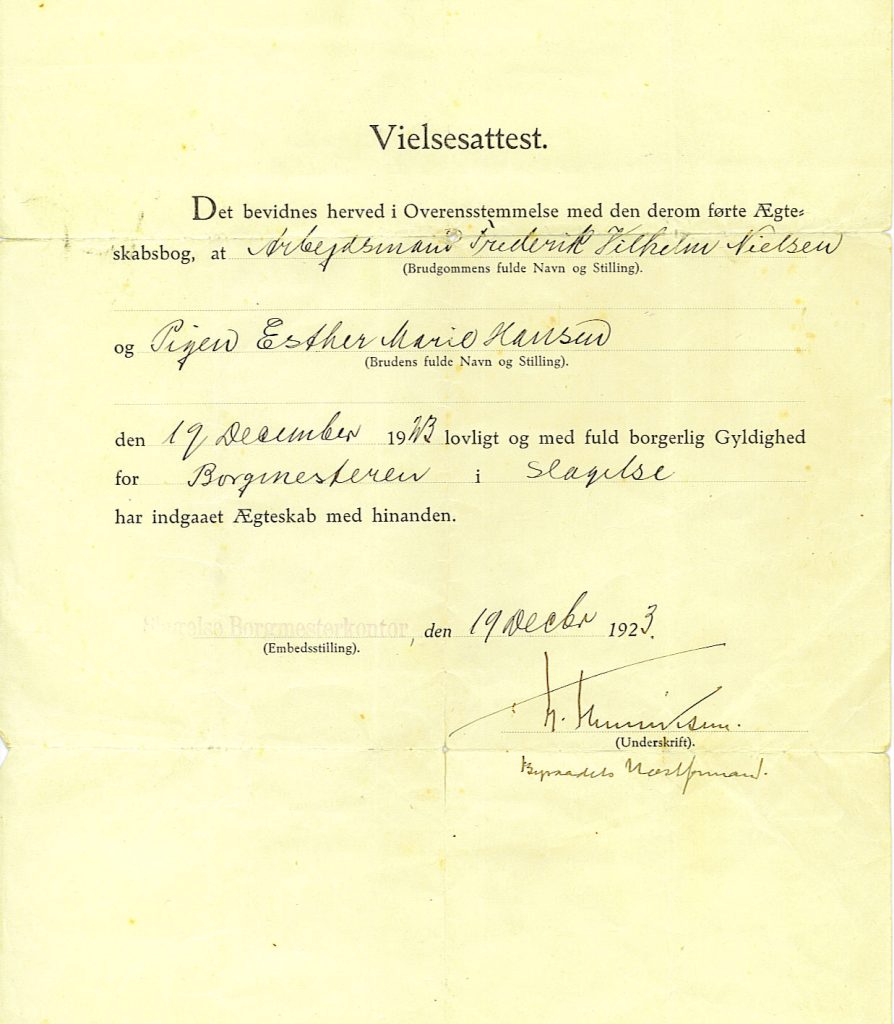 Vielsesattest.
Det bevidnes herved i Overensstemmelse med den derom førte Ægte-
skabsbog, at Arbejdsmand Frederik Vilhelm Nielsen
(Brudgommens fulde Navn og Stilling).
og Pigen Esther Marie Hansen
(Brudens fulde Navn og Stilling).
den 19 December 1923 lovligt og med fuld borgerlig Gyldighed
for Borgmesteren i Slagelse
har indgaaet Ægteskab med hinanden.
Slagelse Borgmesterkontor, den 19 Decbr 1923.
(Embedsstilling).
(Underskrift).
Byraadets Næstformand.